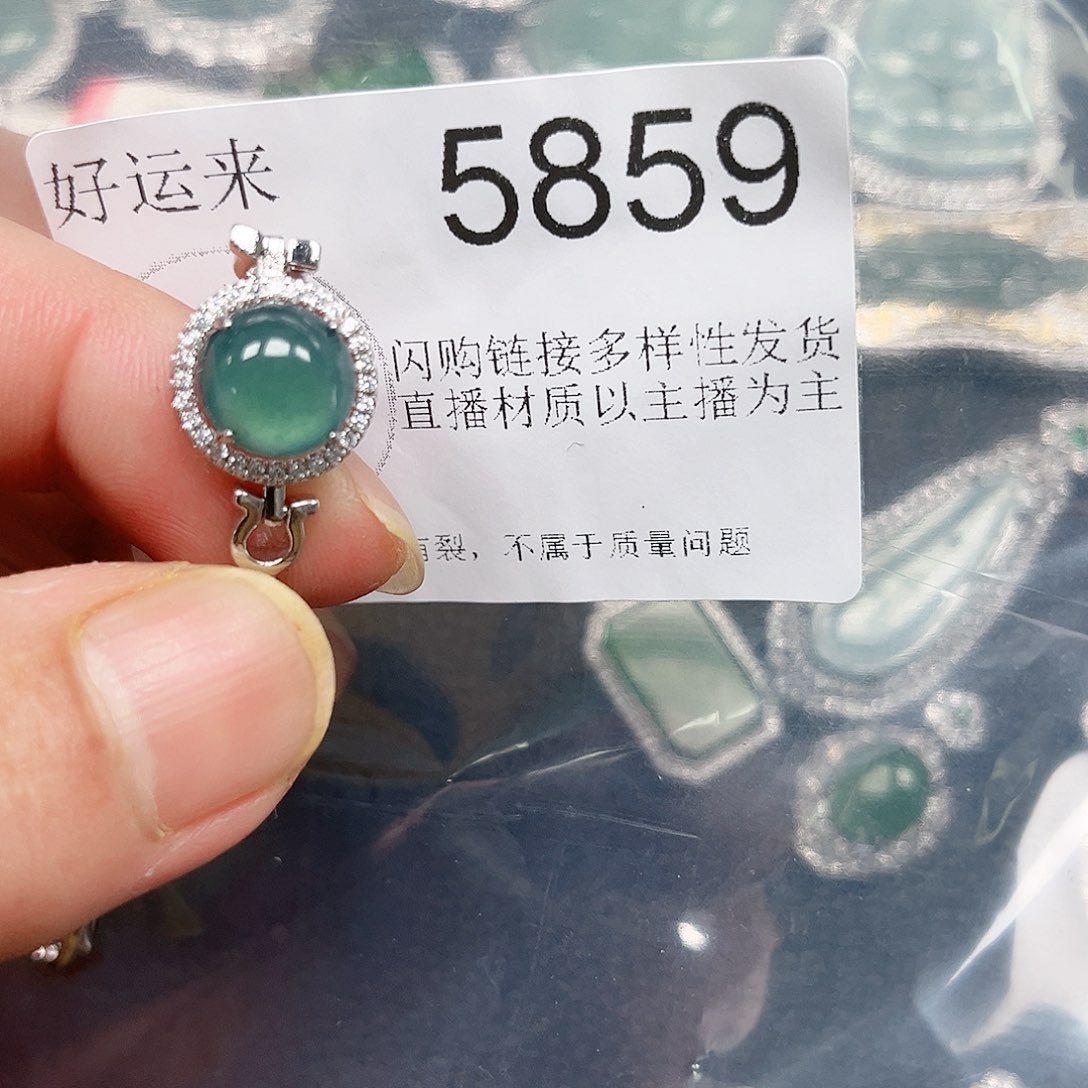 好运来
5859
闪购链接多样性发货
直播材质以主播为主
裂，不属于质量问题